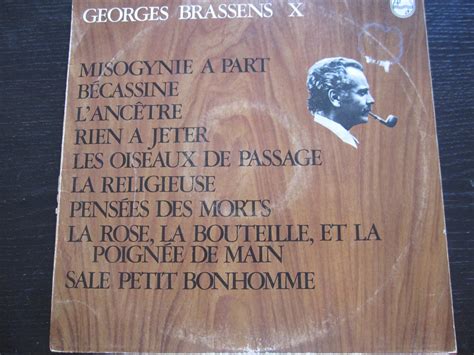 GEORGES BRASSENS X
MISOGYNIE A PART
BÉCASSINE
L'ANCÊTRE
RIEN A JETER
LES OISEAUX DE PASSAGE
LA RELIGIEUSE
PENSÉES DES MORTS
LA ROSE, LA BOUTEILLE, ET LA
POIGNÉE DE MAIN
SALE PETIT BONHOMME